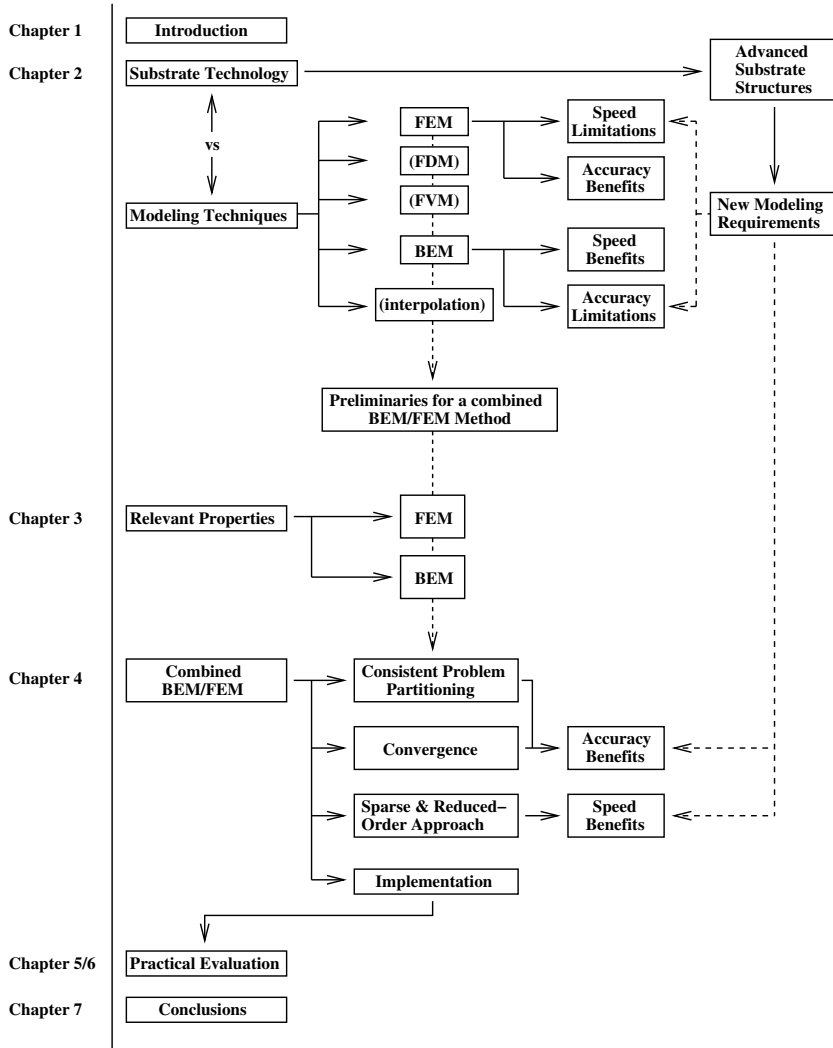 Chapter 1
Introduction
Chapter 2
Substrate Technology
Advanced
Substrate
Structures
vs
Modeling Techniques
FEM
(FDM)
(FVM)
BEM
(interpolation)
Speed
Limitations
Accuracy
Benefits
Speed
Benefits
Accuracy
Limitations
New Modeling
Requirements
Preliminaries for a combined
BEM/FEM Method
Chapter 3
Relevant Properties
FEM
BEM
Chapter 4
Combined
BEM/FEM
Consistent Problem
Partitioning
Convergence
Accuracy
Benefits
Sparse & Reduced−
Order Approach
Speed
Benefits
Implementation
Chapter 5/6
Practical Evaluation
Chapter 7
Conclusions